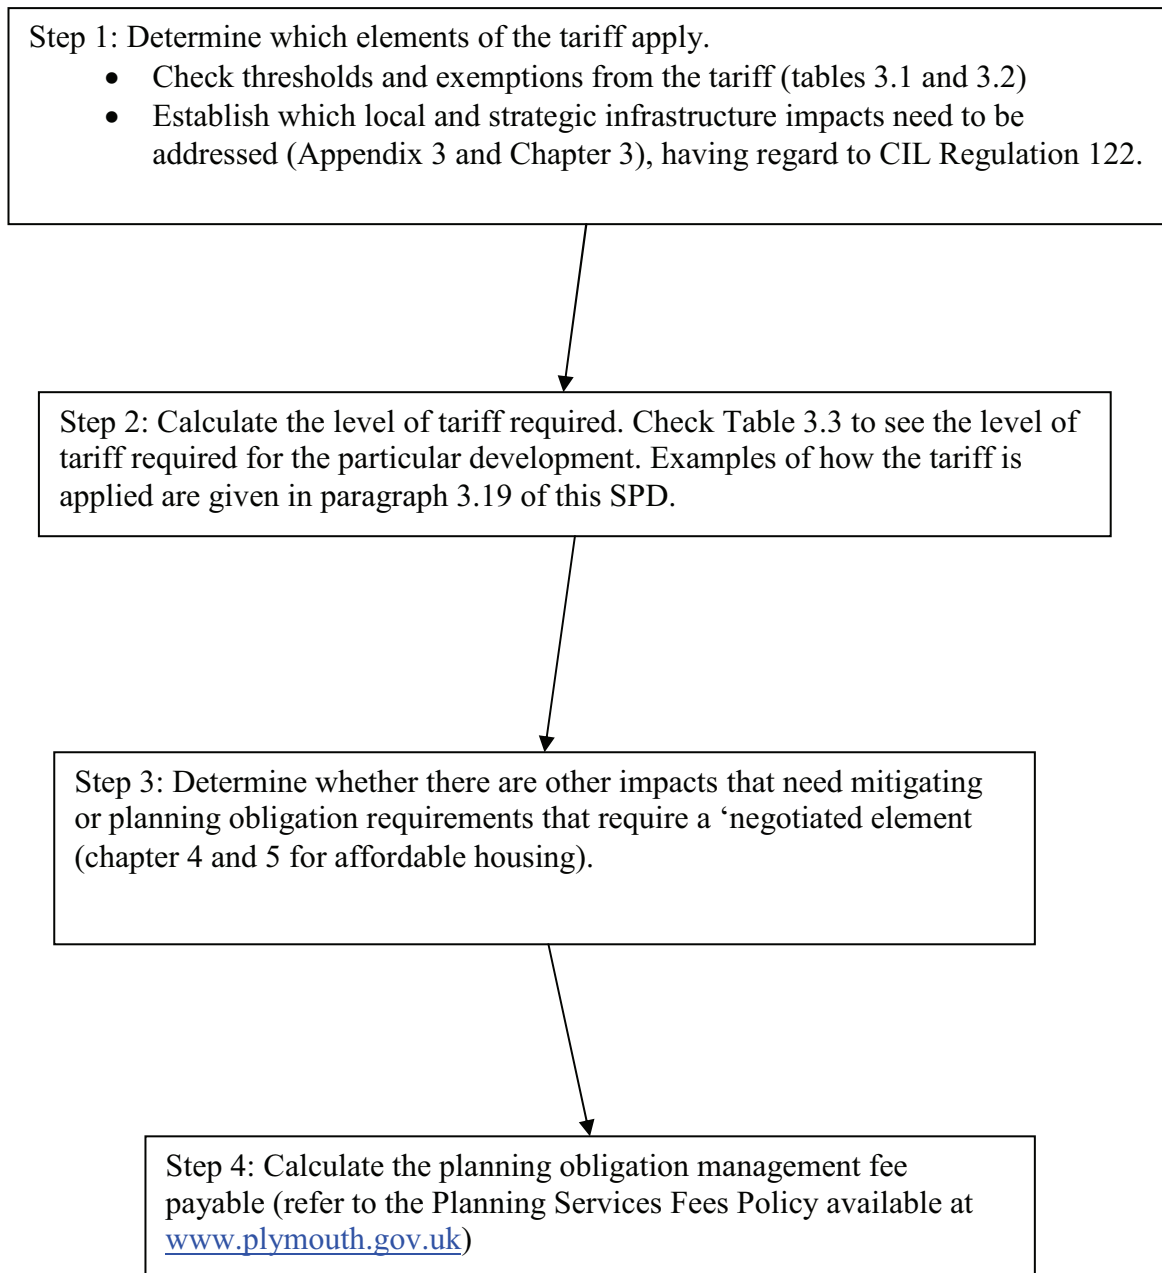 Step 1: Determine which elements of the tariff apply.
• Check thresholds and exemptions from the tariff (tables 3.1 and 3.2)
• Establish which local and strategic infrastructure impacts need to be
addressed (Appendix 3 and Chapter 3), having regard to CIL Regulation 122.
Step 2: Calculate the level of tariff required. Check Table 3.3 to see the level of
tariff required for the particular development. Examples of how the tariff is
applied are given in paragraph 3.19 of this SPD.
Step 3: Determine whether there are other impacts that need mitigating
or planning obligation requirements that require a ‘negotiated element
(chapter 4 and 5 for affordable housing).
Step 4: Calculate the planning obligation management fee
payable (refer to the Planning Services Fees Policy available at
www.plymouth.gov.uk)